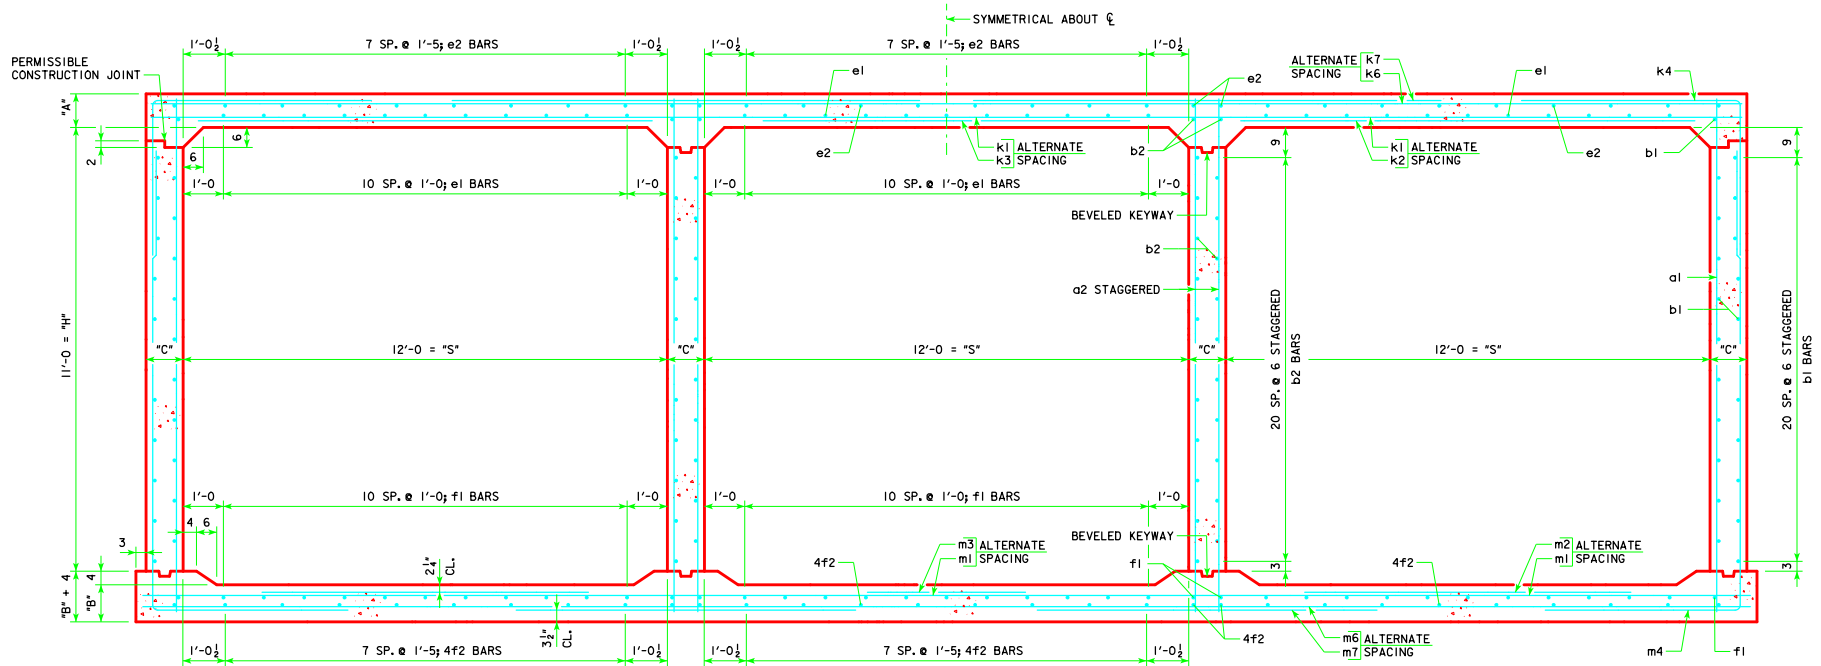 SYMMETRICAL ABOUT ℄
1'-0½ 7 SP. @ 1'-5; e2 BARS 1'-0½ 1'-0½ 7 SP. @ 1'-5; e2 BARS 1'-0½
PERMISSIBLE
CONSTRUCTION JOINT
e1
e2
ALTERNATE
SPACING
k7
k6
e1
k4
"A"
2
6
6
e2
k1
k3
ALTERNATE
SPACING
b2
9
k1
k2
ALTERNATE
SPACING
e2
b1
9
1'-0 10 SP. @ 1'-0; e1 BARS 1'-0 1'-0 10 SP. @ 1'-0; e1 BARS 1'-0
BEVELED KEYWAY
b2
a2 STAGGERED
a1
b1
11'-0 = "H"
20 SP. @ 6 STAGGERED
b2 BARS
20 SP. @ 6 STAGGERED
b1 BARS
"C" 12'-0 = "S" "C" 12'-0 = "S" "C" 12'-0 = "S" "C"
1'-0 10 SP. @ 1'-0; f1 BARS 1'-0 1'-0 10 SP. @ 1'-0; f1 BARS 1'-0
4 6
3
BEVELED KEYWAY
m3
m1
ALTERNATE
SPACING
m2
m1
ALTERNATE
SPACING
2¼"
CL.
4f2
f1
3
4f2
3
"B" + 4
4
"B"
3½"
CL.
4f2
m6
m7
ALTERNATE
SPACING
m4
f1
1'-0½ 7 SP. @ 1'-5; 4f2 BARS 1'-0½ 1'-0½ 7 SP. @ 1'-5; 4f2 BARS 1'-0½